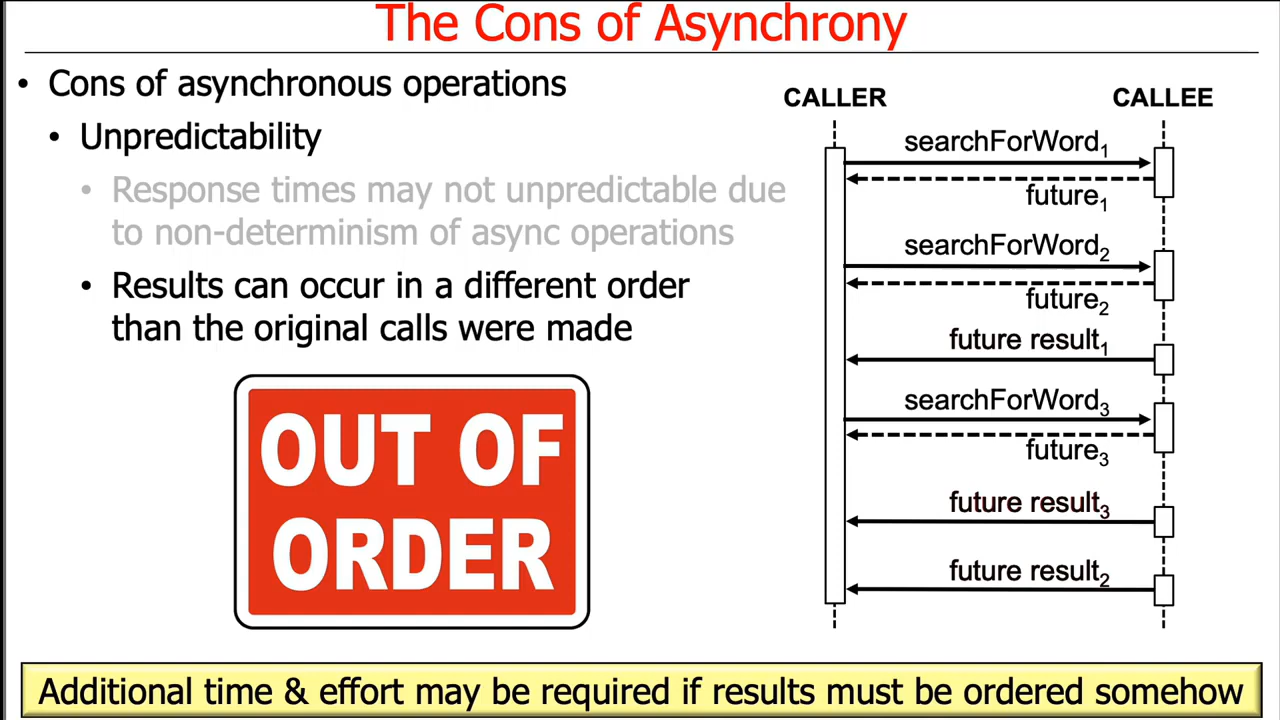 The Cons of Asynchrony
• Cons of asynchronous operations
• Unpredictability
• Response times may not unpredictable due
to non-determinism of async operations
• Results can occur in a different order
than the original calls were made
OUT OF
ORDER
CALLER
CALLEE
searchForWord₁
future₁
searchForWord₂
future₂
future result₁
searchForWord₃
future₃
future result₃
future result₂
Additional time & effort may be required if results must be ordered somehow